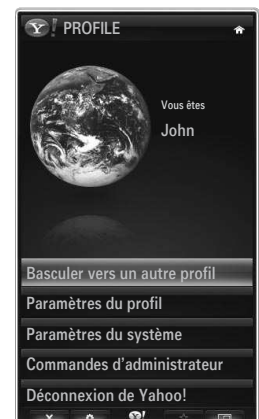 Y! PROFILE
Vous êtes
John
Basculer vers un autre profil
Paramètres du profil
Paramètres du système
Commandes d'administrateur
Déconnexion de Yahoo!
Y!